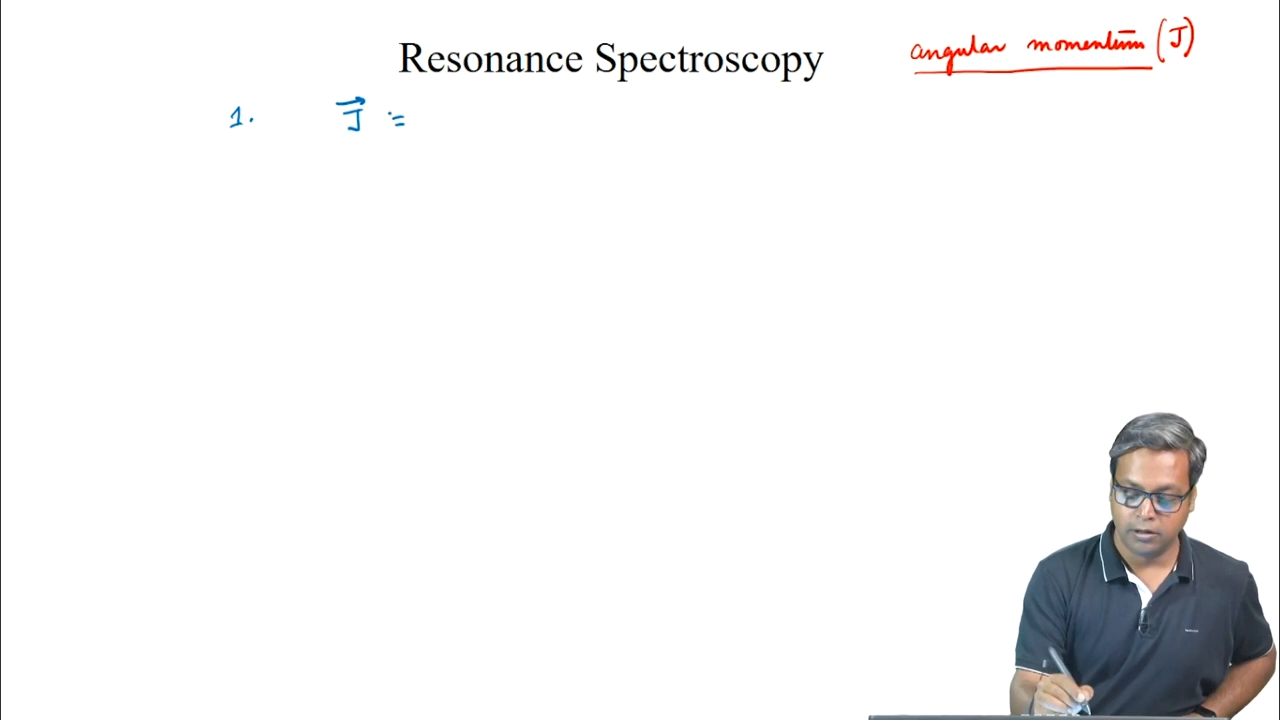 Resonance Spectroscopy
angular momentum (J)
1. J⃗ :=